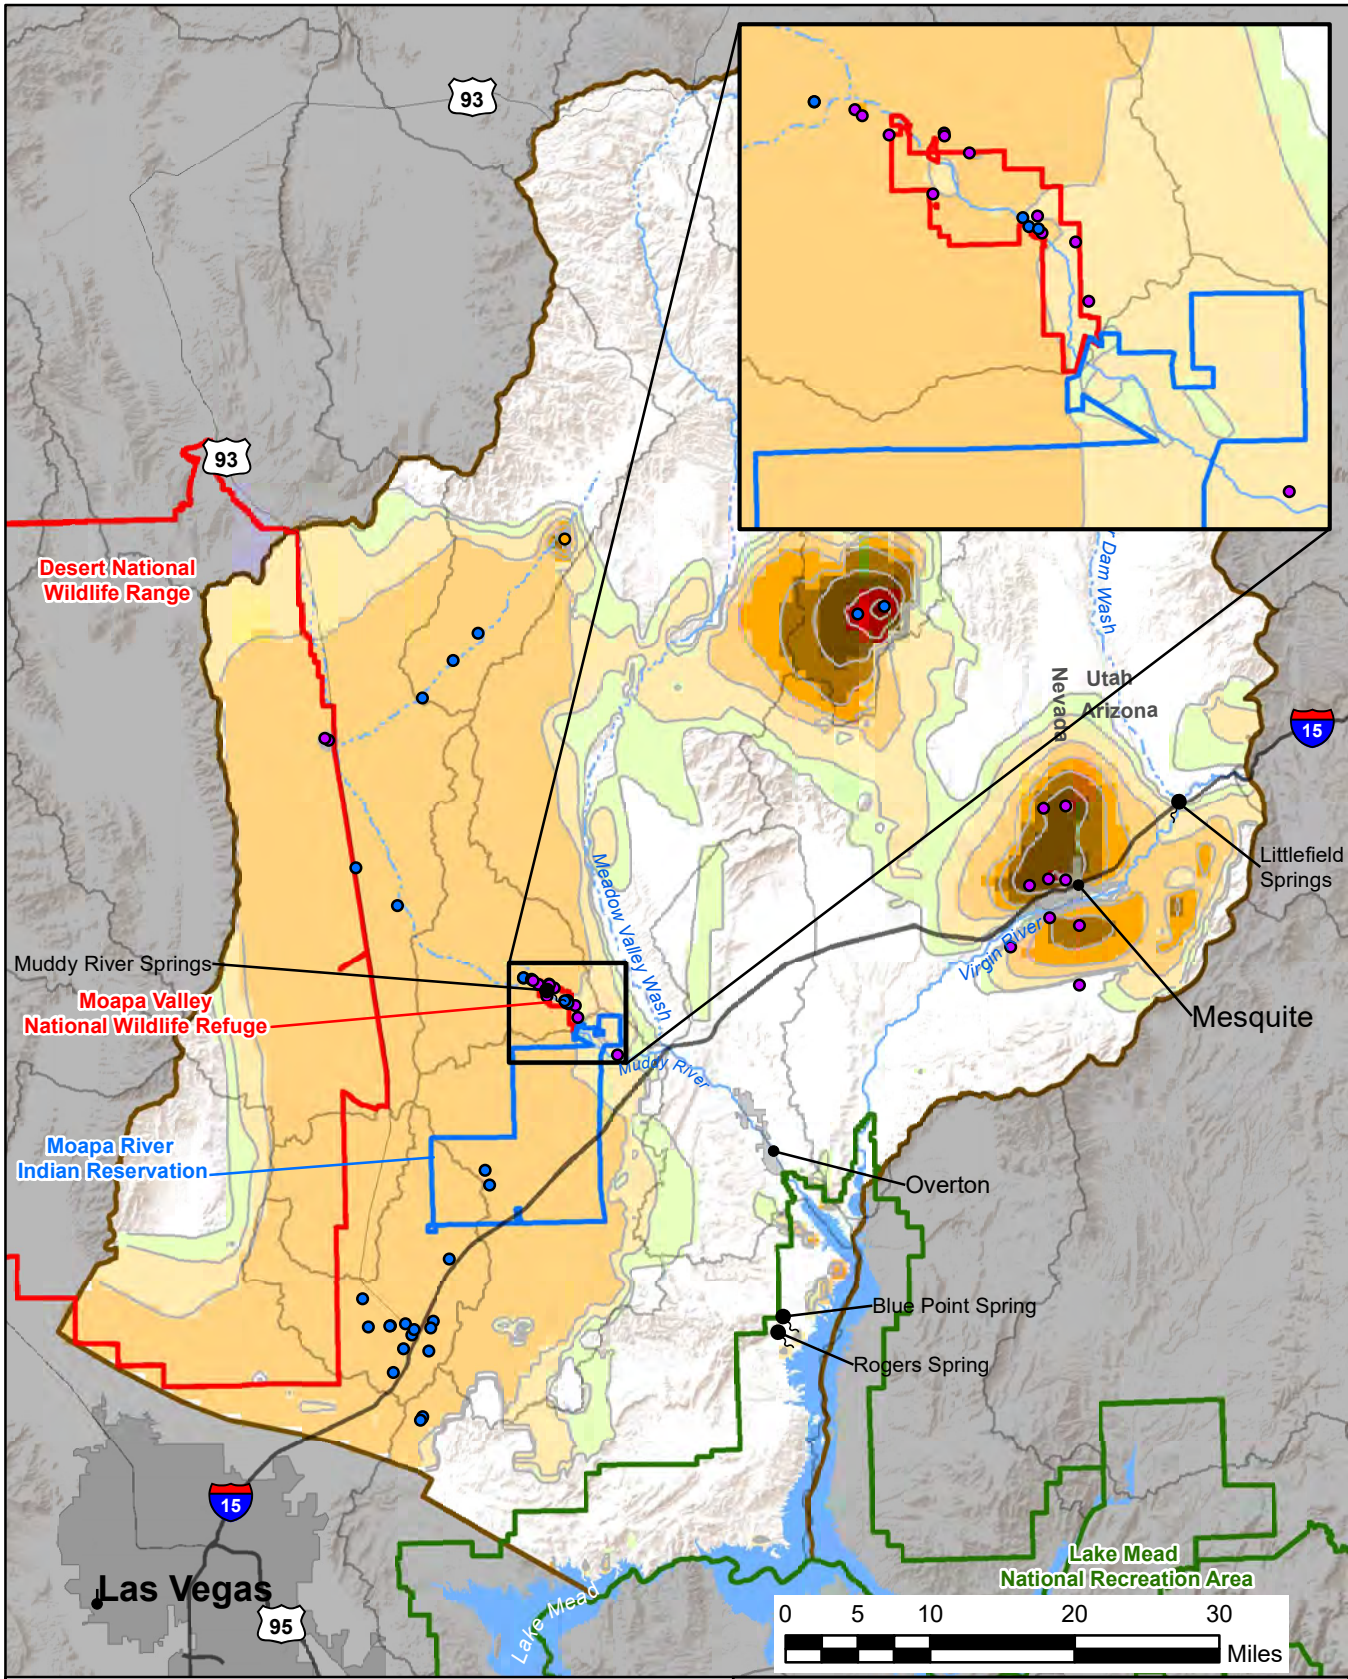 93
93
Desert National
Wildlife Range
r Dam Wash
Nevada
Utah
Arizona
15
Littlefield
Springs
Meadow Valley Wash
Virgin River
Muddy River Springs
Moapa Valley
National Wildlife Refuge
Mesquite
Muddy River
Moapa River
Indian Reservation
Overton
Blue Point Spring
Rogers Spring
15
Las Vegas
95
Lake Mead
Lake Mead
National Recreation Area
0 5 10 20 30
Miles